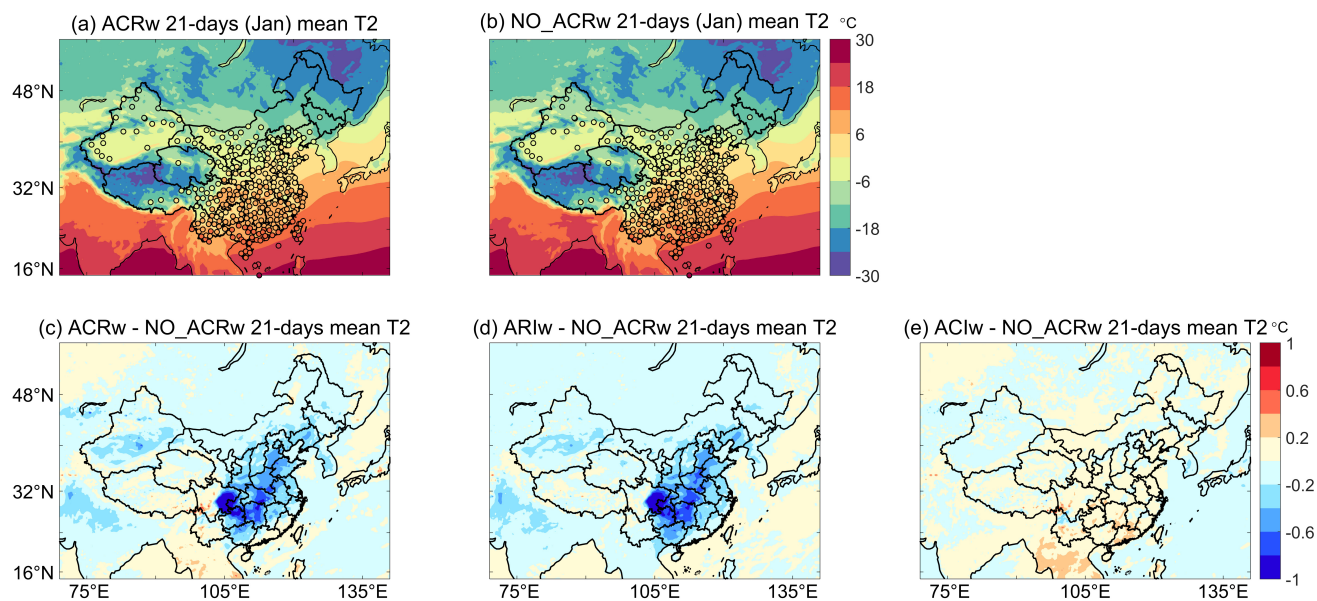 (a) ACRw 21-days (Jan) mean T2
(b) NO_ACRw 21-days (Jan) mean T2 °C
48°N
32°N
16°N
30
18
6
-6
-18
-30
(c) ACRw - NO_ACRw 21-days mean T2
(d) ARIw - NO_ACRw 21-days mean T2
(e) ACIw - NO_ACRw 21-days mean T2 °C
48°N
32°N
16°N
1
0.6
0.2
-0.2
-0.6
-1
75°E 105°E 135°E
75°E 105°E 135°E
75°E 105°E 135°E